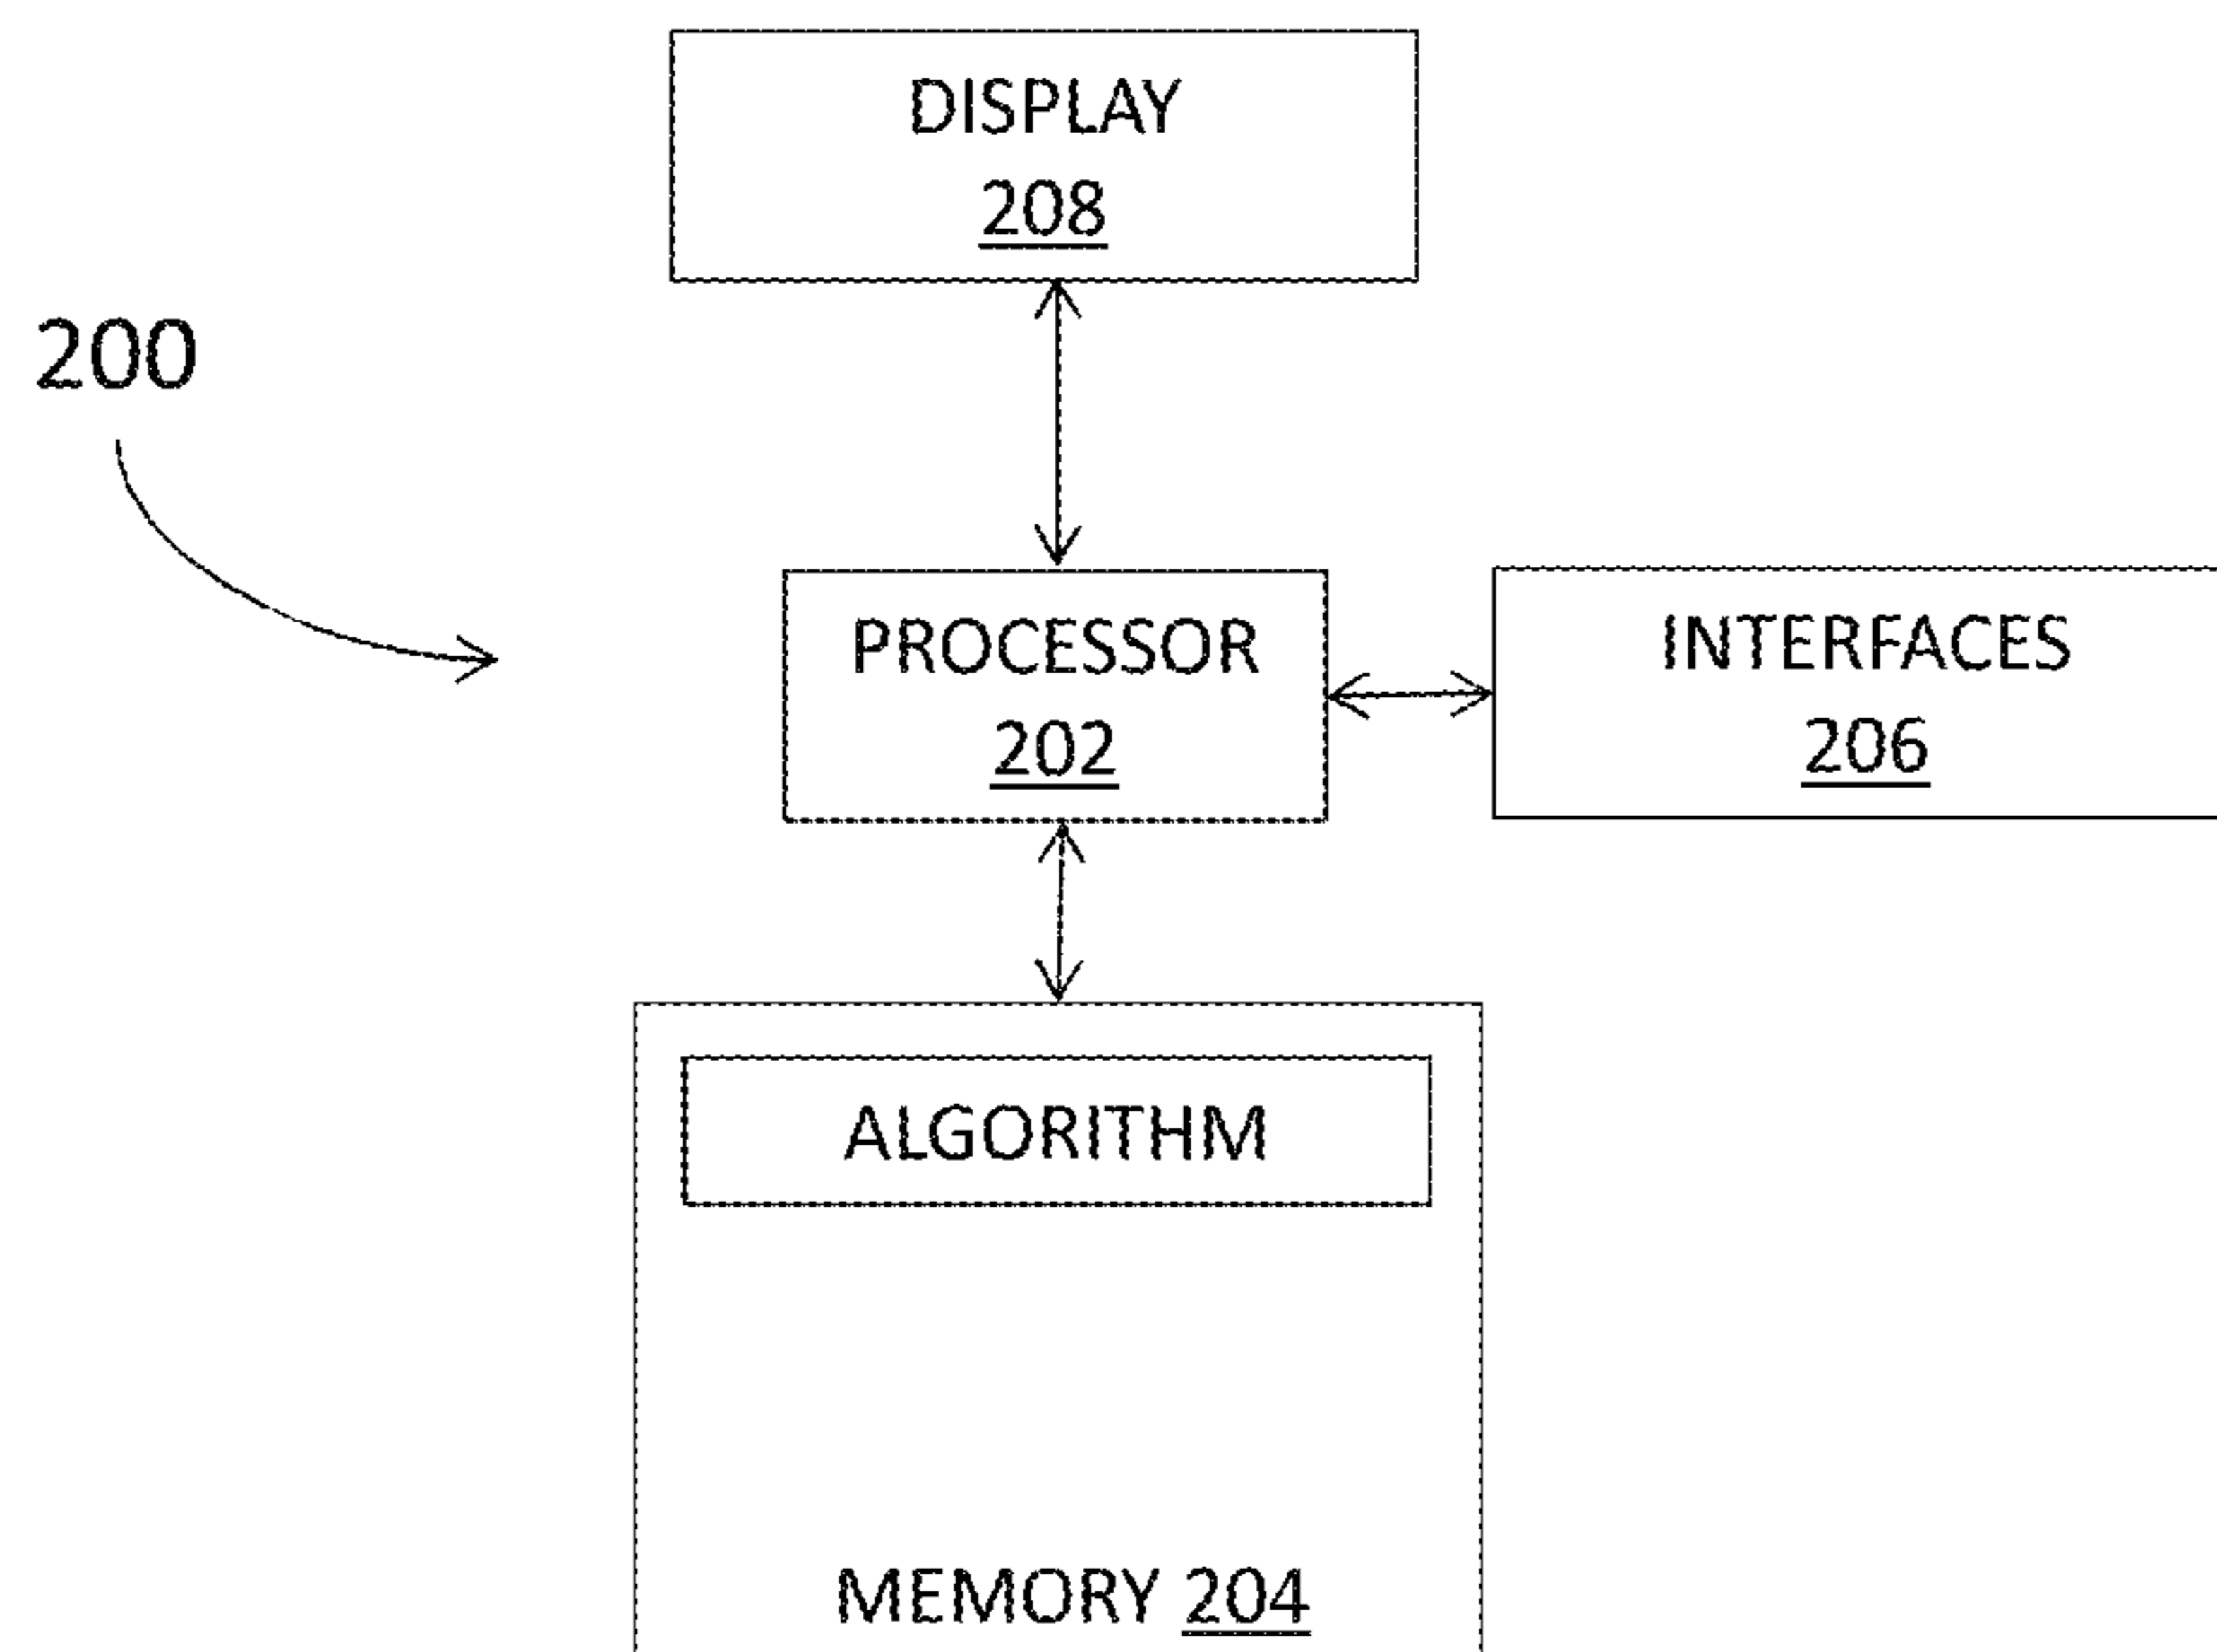 DISPLAY
208
200
PROCESSOR
202
INTERFACES
206
ALGORITHM
MEMORY 204